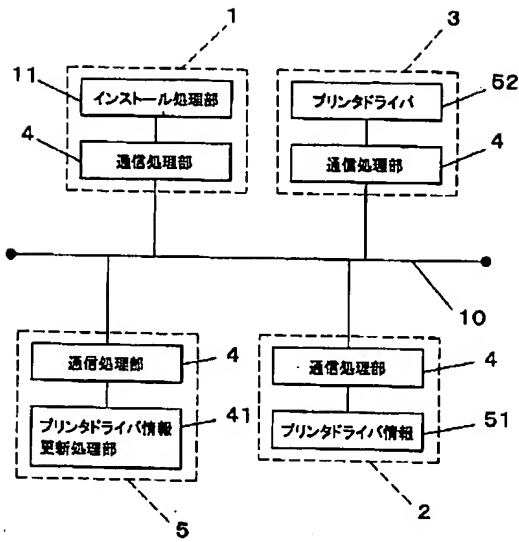 1
3
11
インストール処理部
プリンタドライバ
52
4
通信処理部
通信処理部
4
10
通信処理部
4
通信処理部
4
プリンタドライバ情報
更新処理部
41
プリンタドライバ情報
51
5
2